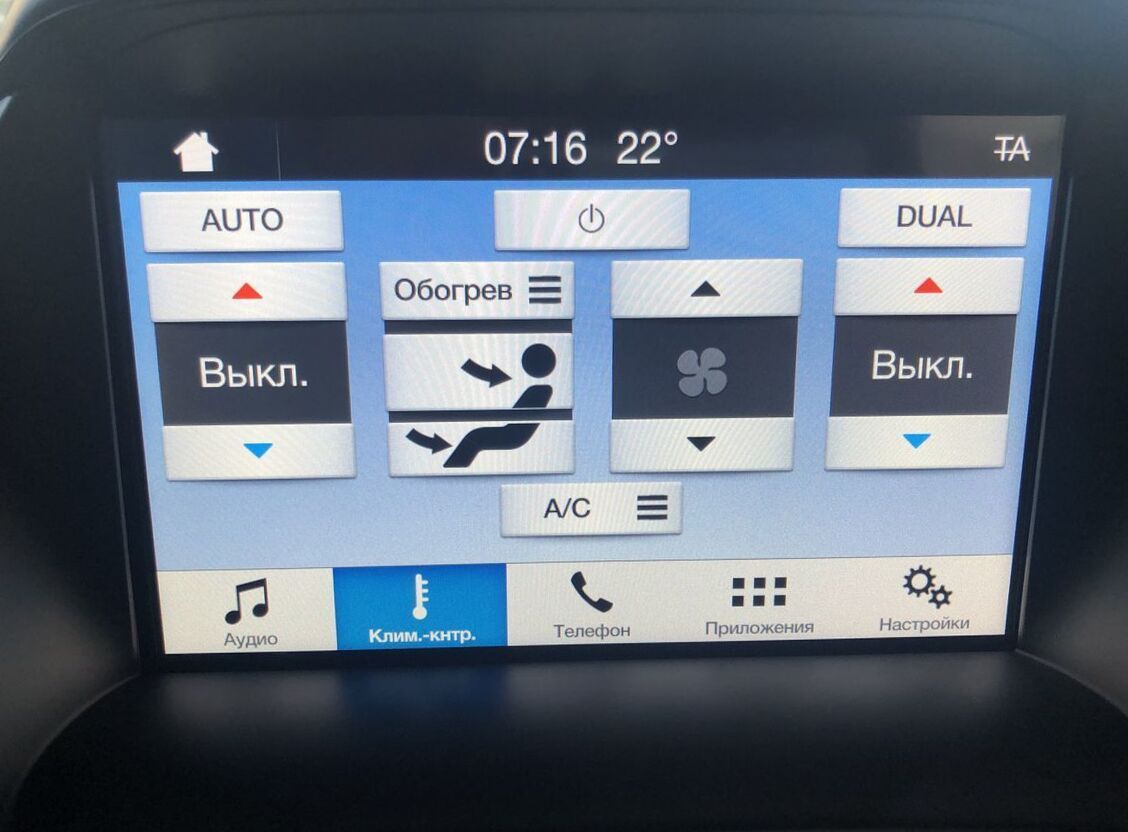 07:16 22° TA
AUTO
DUAL
Обогрев
Выкл.
Выкл.
A/C
Аудио
Клим.-кнтр.
Телефон
Приложения
Настройки